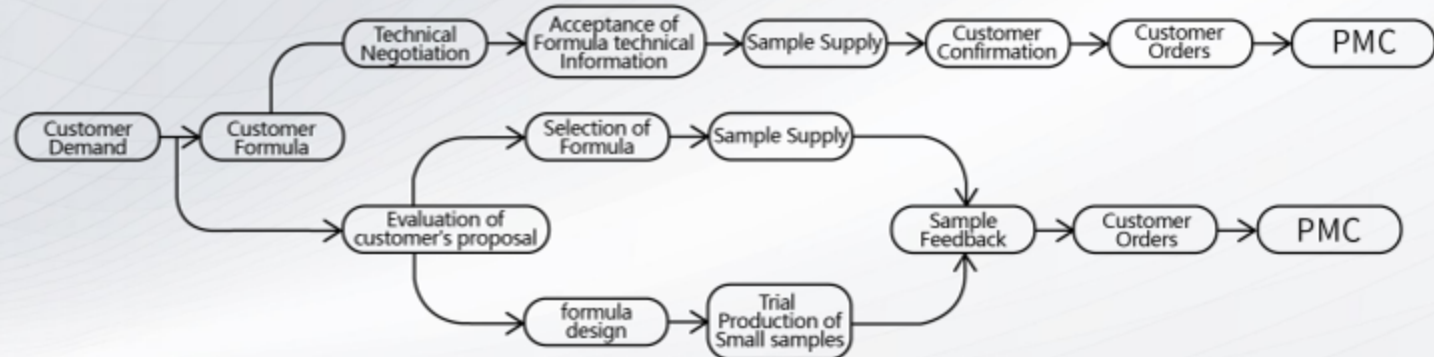 Technical
Negotiation
Acceptance of
Formula technical
Information
Sample Supply
Customer
Confirmation
Customer
Orders
PMC
Customer
Demand
Customer
Formula
Selection of
Formula
Sample Supply
Evaluation of
customer's proposal
Sample
Feedback
Customer
Orders
PMC
formula
design
Trial
Production of
Small samples